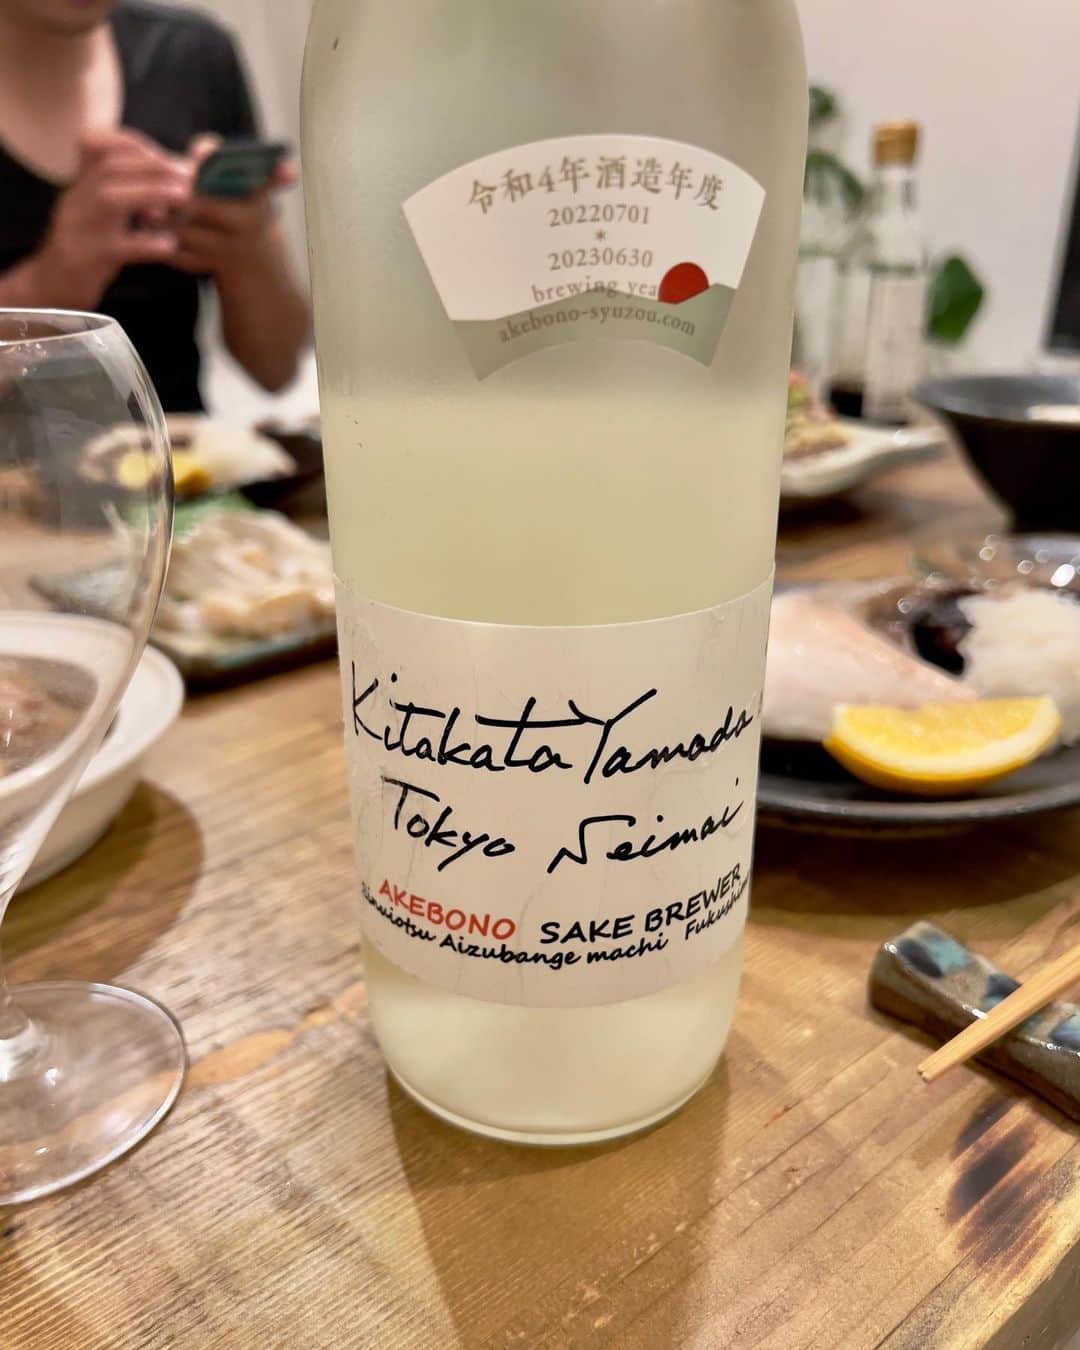 令和4年酒造年度
20220701
*
20230630
brewing yea
akebono-syuzou.com
Kitakata Yamada
Tokyo Seimai
AKEBONO SAKE BREWER
Aizubange machi Fukushima